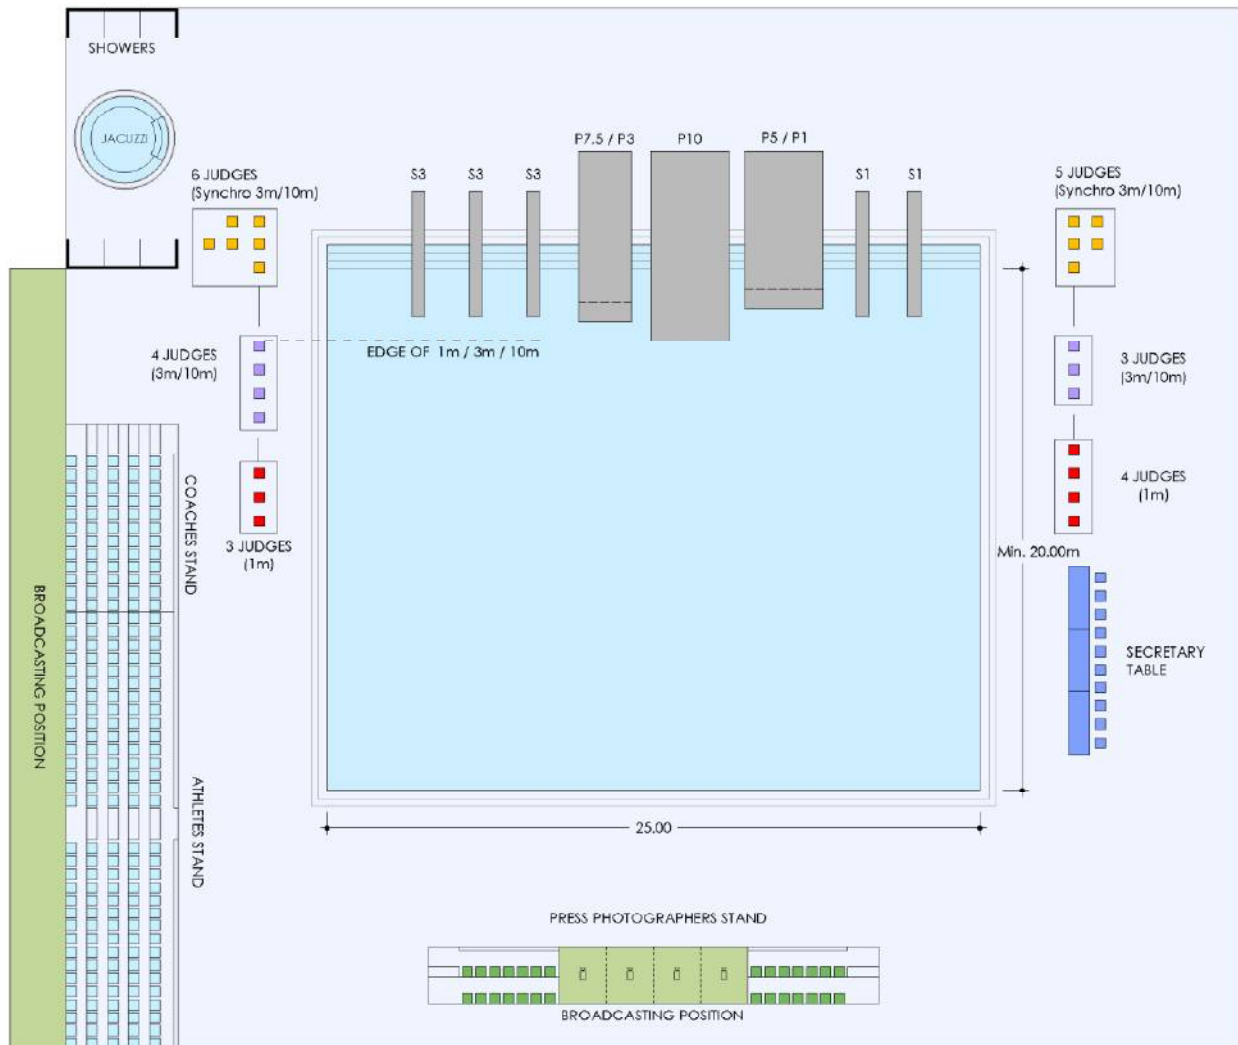 SHOWERS
JACUZZI
6 JUDGES
(Synchro 3m/10m)
S3
S3
S3
P7.5 / P3
P10
P5 / P1
S1
S1
5 JUDGES
(Synchro 3m/10m)
EDGE OF 1m / 3m / 10m
4 JUDGES
(3m/10m)
3 JUDGES
(3m/10m)
3 JUDGES
(1m)
4 JUDGES
(1m)
COACHES STAND
Min. 20.00m
BROADCASTING POSITION
SECRETARY
TABLE
ATHLETES STAND
25.00
PRESS PHOTOGRAPHERS STAND
BROADCASTING POSITION